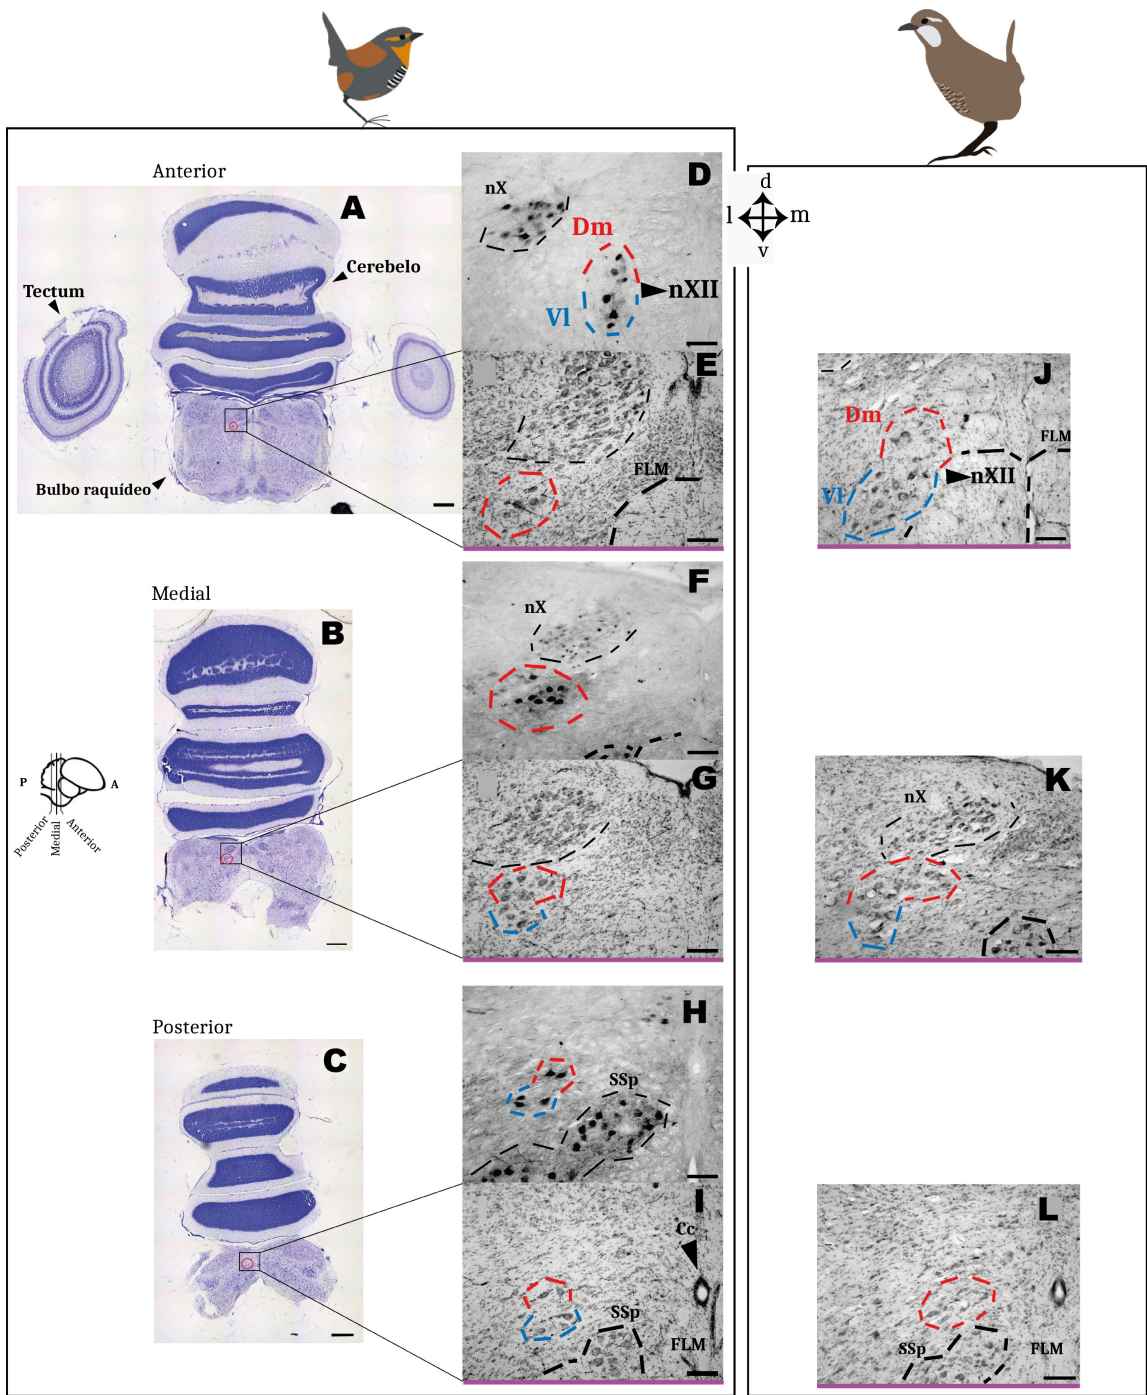 Anterior
A
Cerebelo
Tectum
Bulbo raquídeo
D
nX
Dm
nXII
Vl
E
FLM
d
l m
v
J
Dm
FLM
nXII
Vl
Medial
B
F
nX
G
P A
Posterior
Medial
Anterior
K
nX
Posterior
C
H
SSp
I
Cc
SSp
FLM
L
SSp
FLM